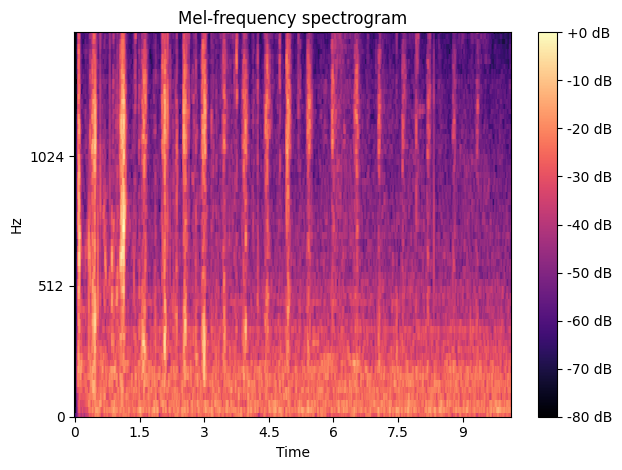 Mel-frequency spectrogram
Hz
1024
512
0
0 1.5 3 4.5 6 7.5 9
Time
+0 dB
-10 dB
-20 dB
-30 dB
-40 dB
-50 dB
-60 dB
-70 dB
-80 dB